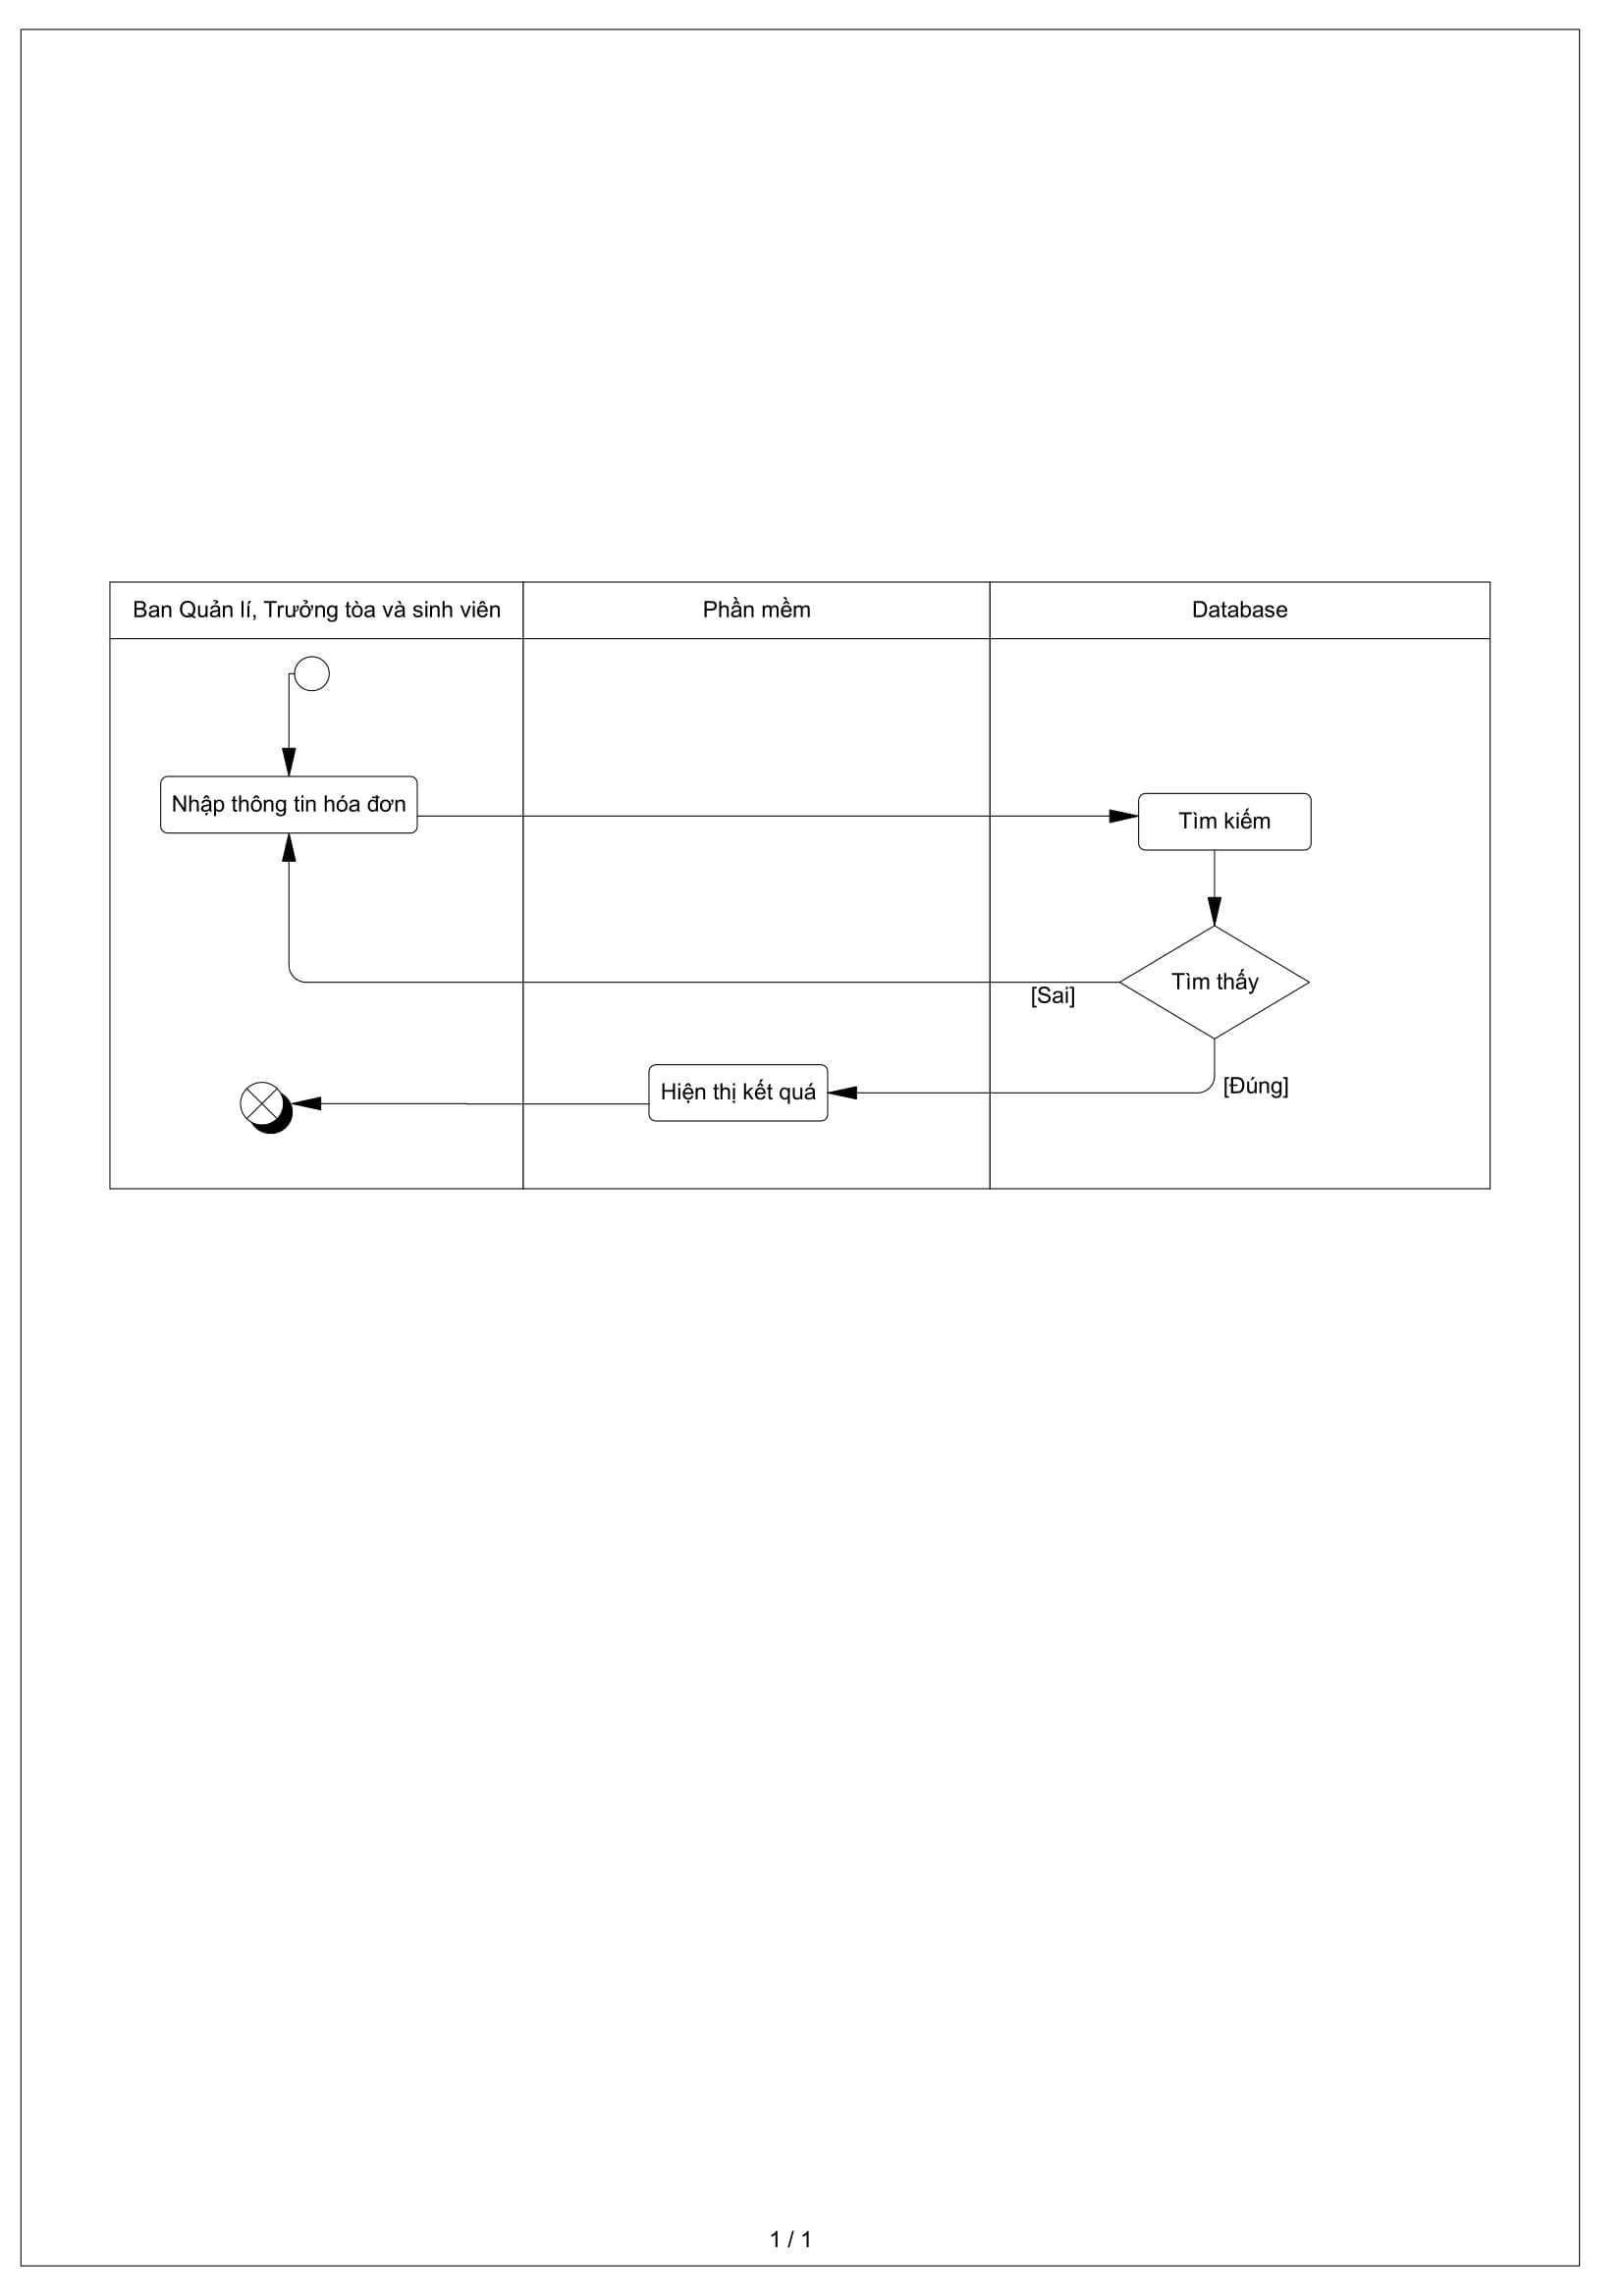 Ban Quản lí, Trưởng tòa và sinh viên
Phần mềm
Database
Nhập thông tin hóa đơn
Tìm kiếm
Tìm thấy
[Sai]
[Đúng]
Hiện thị kết quá
1 / 1